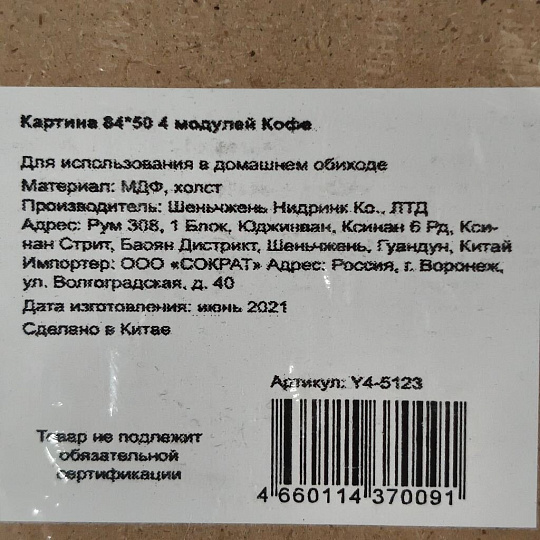 Картина 84*50 4 модулей Кофе
Для использования в домашнем обиходе
Материал: МДФ, холст
Производитель: Шеньчжень Нидринк Ко., ЛТД
Адрес: Рум 308, 1 Блок, Юджинван, Ксинан 6 Рд, Кси-
нан Стрит, Баоян Дистрикт, Шеньчжень, Гуандун, Китай
Импортер: ООО «СОКРАТ» Адрес: Россия, г. Воронеж,
ул. Волгоградская, д. 40
Дата изготовления: июнь 2021
Сделано в Китае
Артикул: Y4-5123
Товар не подлежит
обязательной
сертификации
4 660114 370091